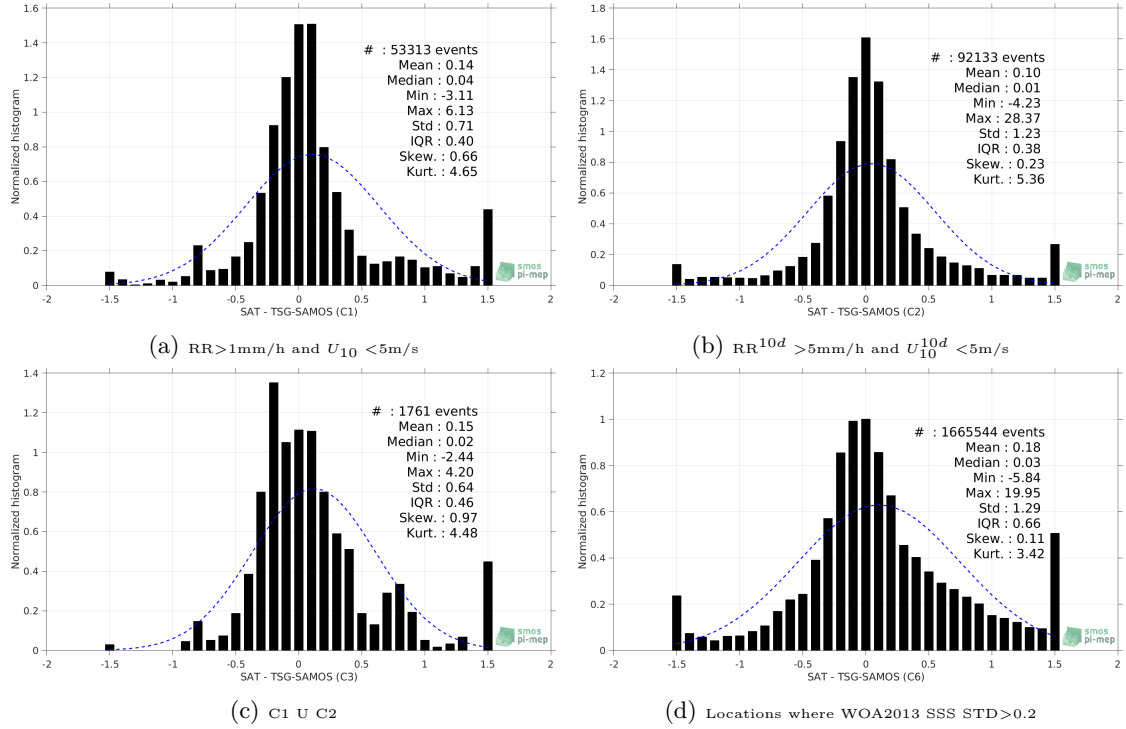 1.6
1.4
1.2
1
0.8
0.6
0.4
0.2
0
Normalized histogram
# : 53313 events
Mean : 0.14
Median : 0.04
Min : -3.11
Max : 6.13
Std : 0.71
IQR : 0.40
Skew. : 0.66
Kurt. : 4.65
smos
pi-mep
-2 -1.5 -1 -0.5 0 0.5 1 1.5 2
SAT - TSG-SAMOS (C1)
(a) RR>1mm/h and U10 <5m/s
1.8
1.6
1.4
1.2
1
0.8
0.6
0.4
0.2
0
Normalized histogram
# : 92133 events
Mean : 0.10
Median : 0.01
Min : -4.23
Max : 28.37
Std : 1.23
IQR : 0.38
Skew. : 0.23
Kurt. : 5.36
smos
pi-mep
-2 -1.5 -1 -0.5 0 0.5 1 1.5 2
SAT - TSG-SAMOS (C2)
(b) RR^10d >5mm/h and U10^10d <5m/s
1.4
1.2
1
0.8
0.6
0.4
0.2
0
Normalized histogram
# : 1761 events
Mean : 0.15
Median : 0.02
Min : -2.44
Max : 4.20
Std : 0.64
IQR : 0.46
Skew. : 0.97
Kurt. : 4.48
smos
pi-mep
-2 -1.5 -1 -0.5 0 0.5 1 1.5 2
SAT - TSG-SAMOS (C3)
(c) C1 U C2
1.2
1
0.8
0.6
0.4
0.2
0
Normalized histogram
# : 1665544 events
Mean : 0.18
Median : 0.03
Min : -5.84
Max : 19.95
Std : 1.29
IQR : 0.66
Skew. : 0.11
Kurt. : 3.42
smos
pi-mep
-2 -1.5 -1 -0.5 0 0.5 1 1.5 2
SAT - TSG-SAMOS (C6)
(d) Locations where WOA2013 SSS STD>0.2